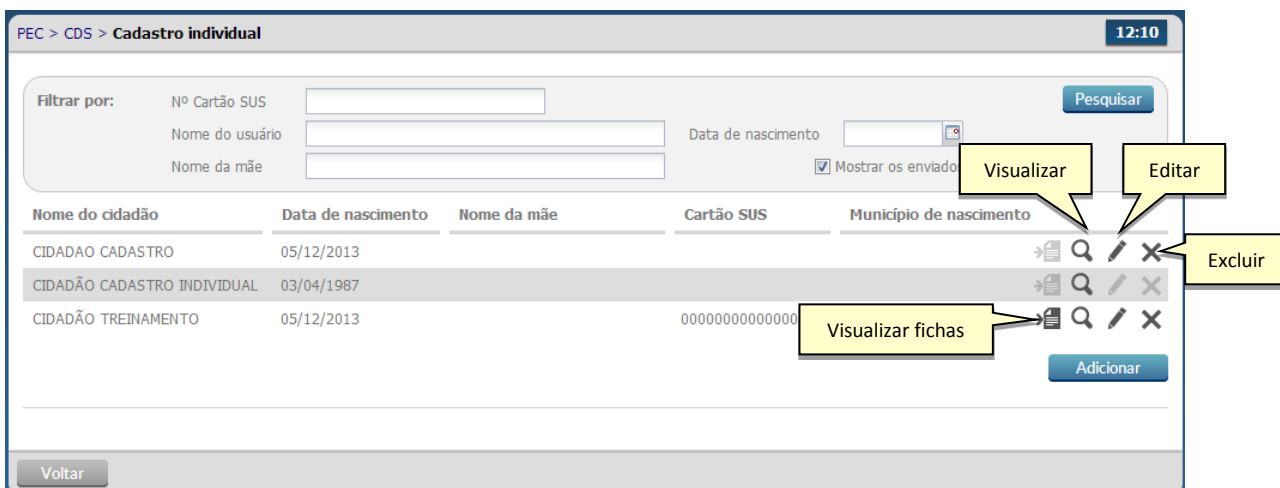 PEC > CDS > Cadastro individual 12:10
Filtrar por: Nº Cartão SUS Pesquisar
Nome do usuário Data de nascimento
Nome da mãe Mostrar os enviados
Visualizar Editar
Nome do cidadão Data de nascimento Nome da mãe Cartão SUS Município de nascimento
CIDADAO CADASTRO 05/12/2013
Excluir
CIDADÃO CADASTRO INDIVIDUAL 03/04/1987
CIDADÃO TREINAMENTO 05/12/2013 00000000000000
Visualizar fichas
Adicionar
Voltar